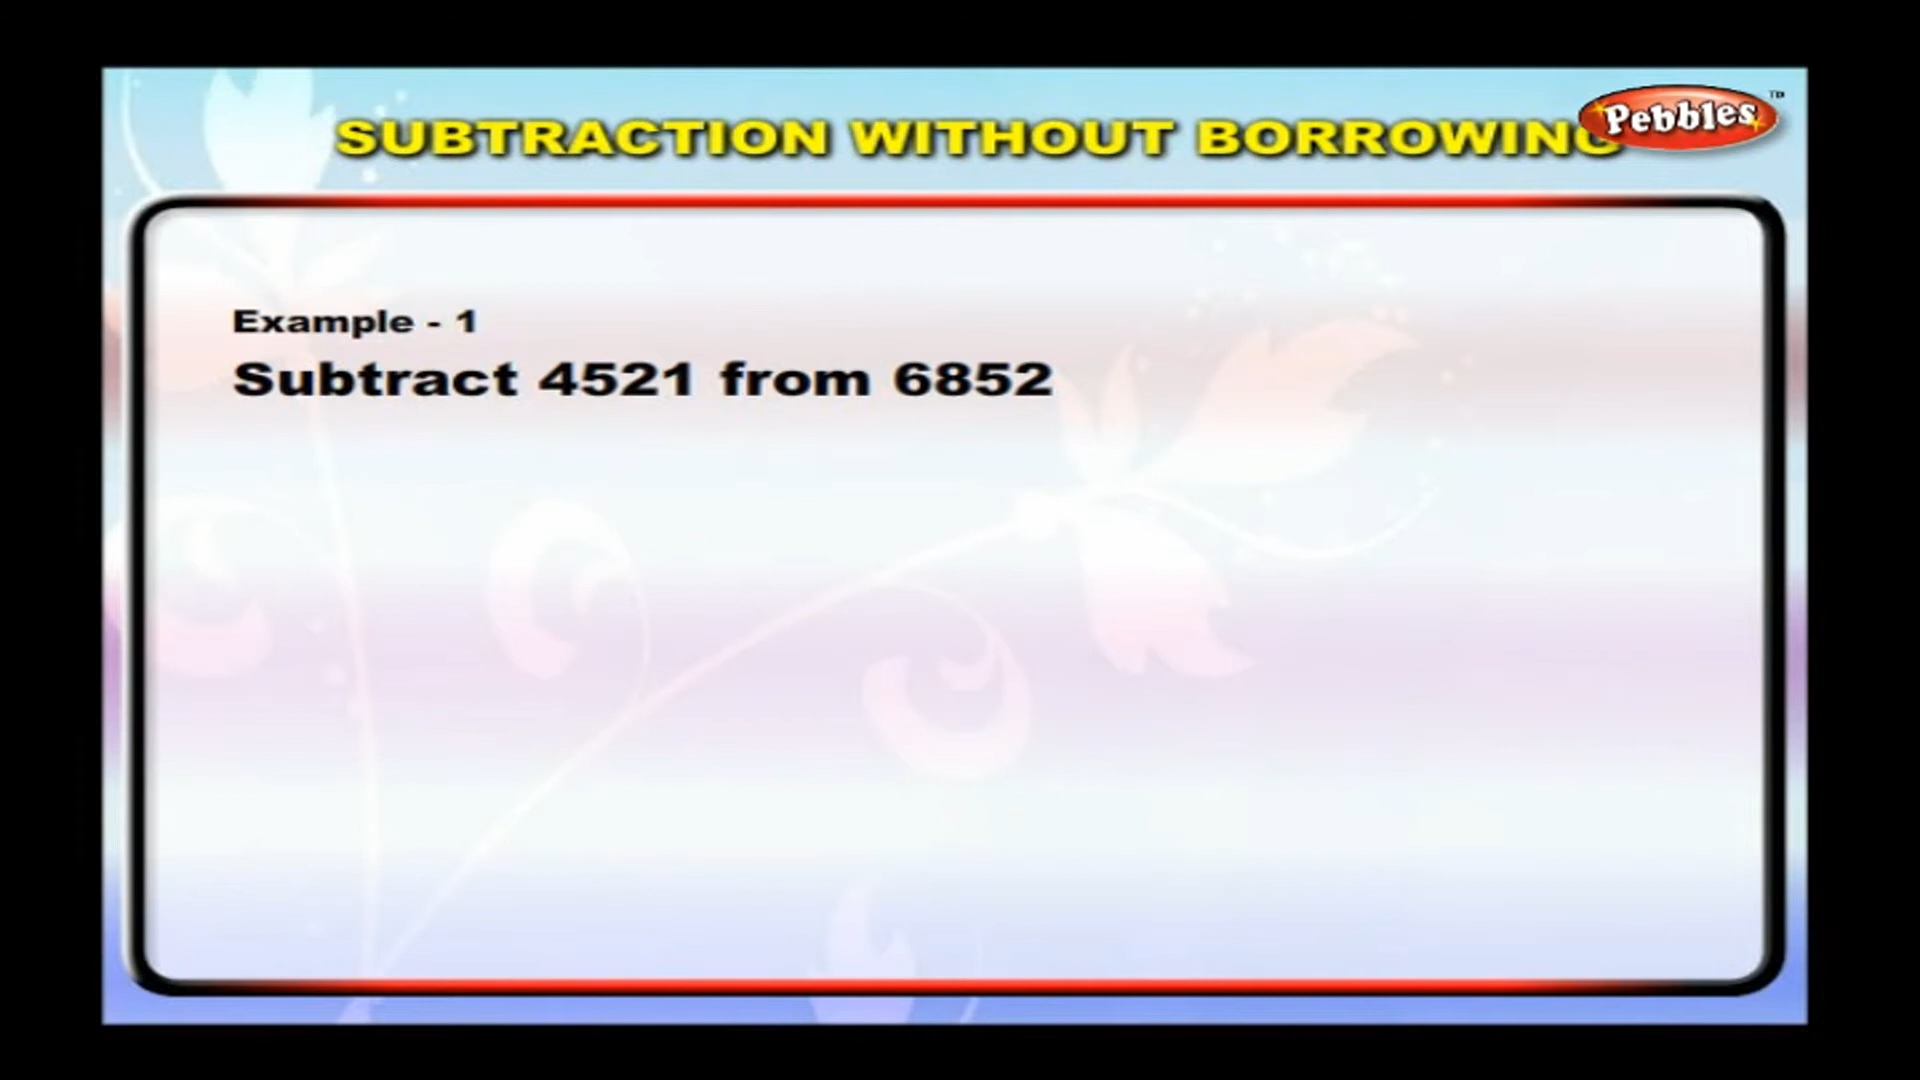 SUBTRACTION WITHOUT BORROWING
Pebbles
Example - 1
Subtract 4521 from 6852